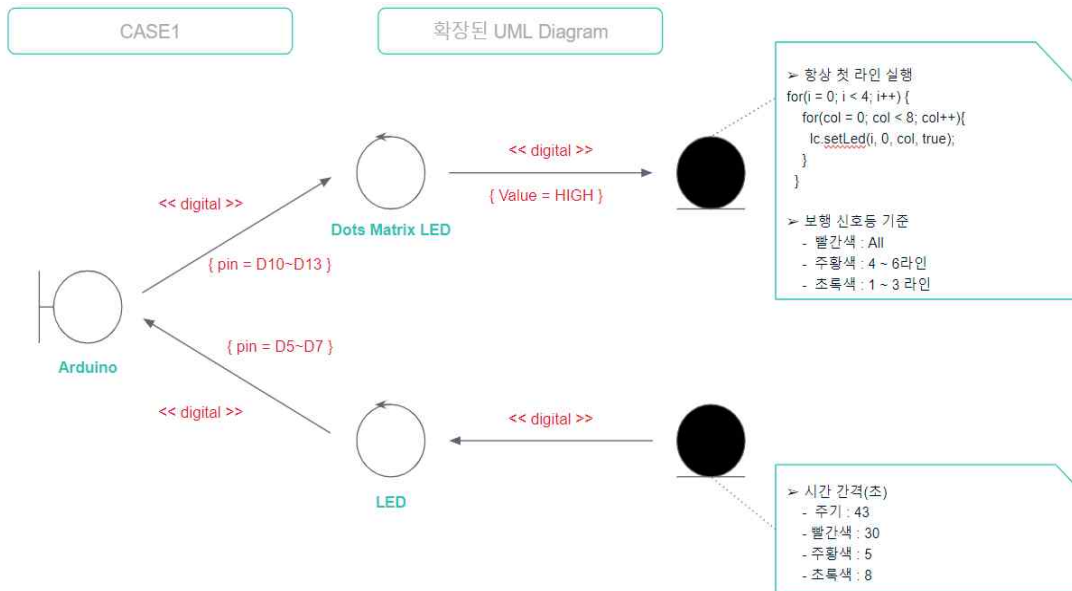 CASE1
확장된 UML Diagram
➢ 항상 첫 라인 실행
for(i = 0; i < 4; i++) {
for(col = 0; col < 8; col++){
lc.setLed(i, 0, col, true);
}
}
➢ 보행 신호등 기준
- 빨간색 : All
- 주황색 : 4 ~ 6라인
- 초록색 : 1 ~ 3 라인
<< digital >>
{ Value = HIGH }
<< digital >>
Dots Matrix LED
{ pin = D10~D13 }
Arduino
{ pin = D5~D7 }
<< digital >>
<< digital >>
LED
➢ 시간 간격(초)
- 주기 : 43
- 빨간색 : 30
- 주황색 : 5
- 초록색 : 8